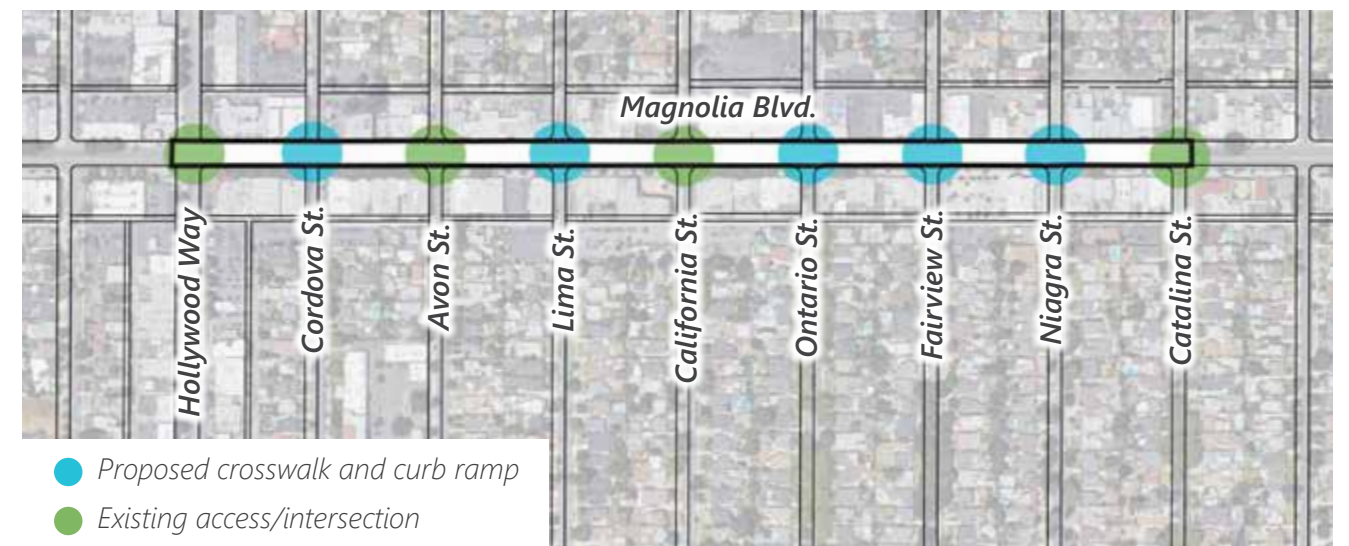 Magnolia Blvd.
Hollywood Way
Cordova St.
Avon St.
Lima St.
California St.
Ontario St.
Fairview St.
Niagra St.
Catalina St.
Proposed crosswalk and curb ramp
Existing access/intersection